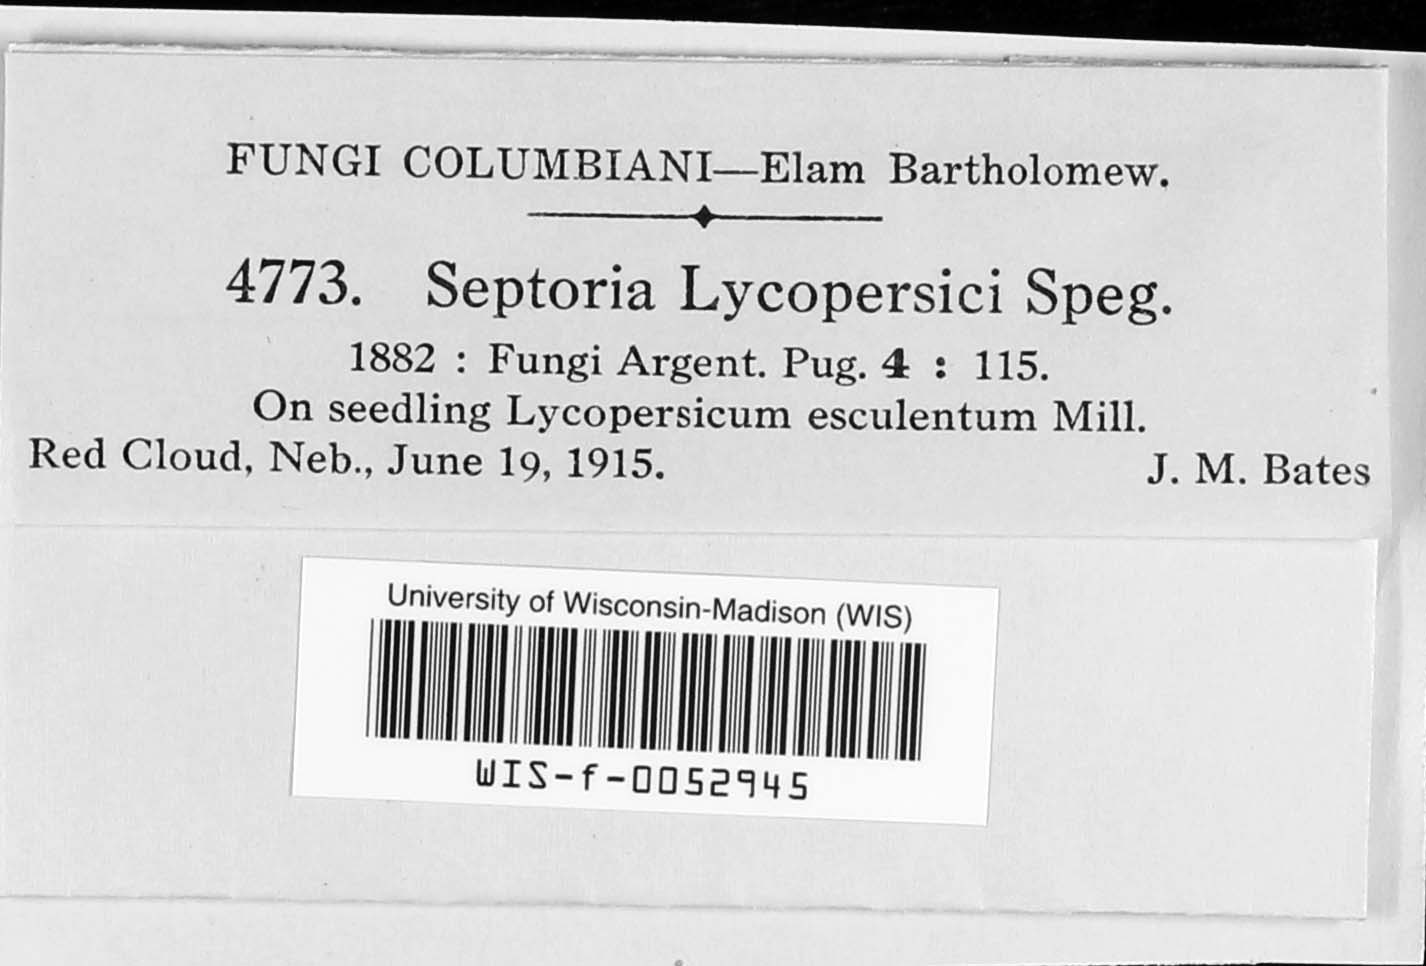 FUNGI COLUMBIANI—Elam Bartholomew.
4773. Septoria Lycopersici Speg.
1882 : Fungi Argent. Pug. 4 : 115.
On seedling Lycopersicum esculentum Mill.
Red Cloud, Neb., June 19, 1915. J. M. Bates
University of Wisconsin-Madison (WIS)
WIS-f-0052945